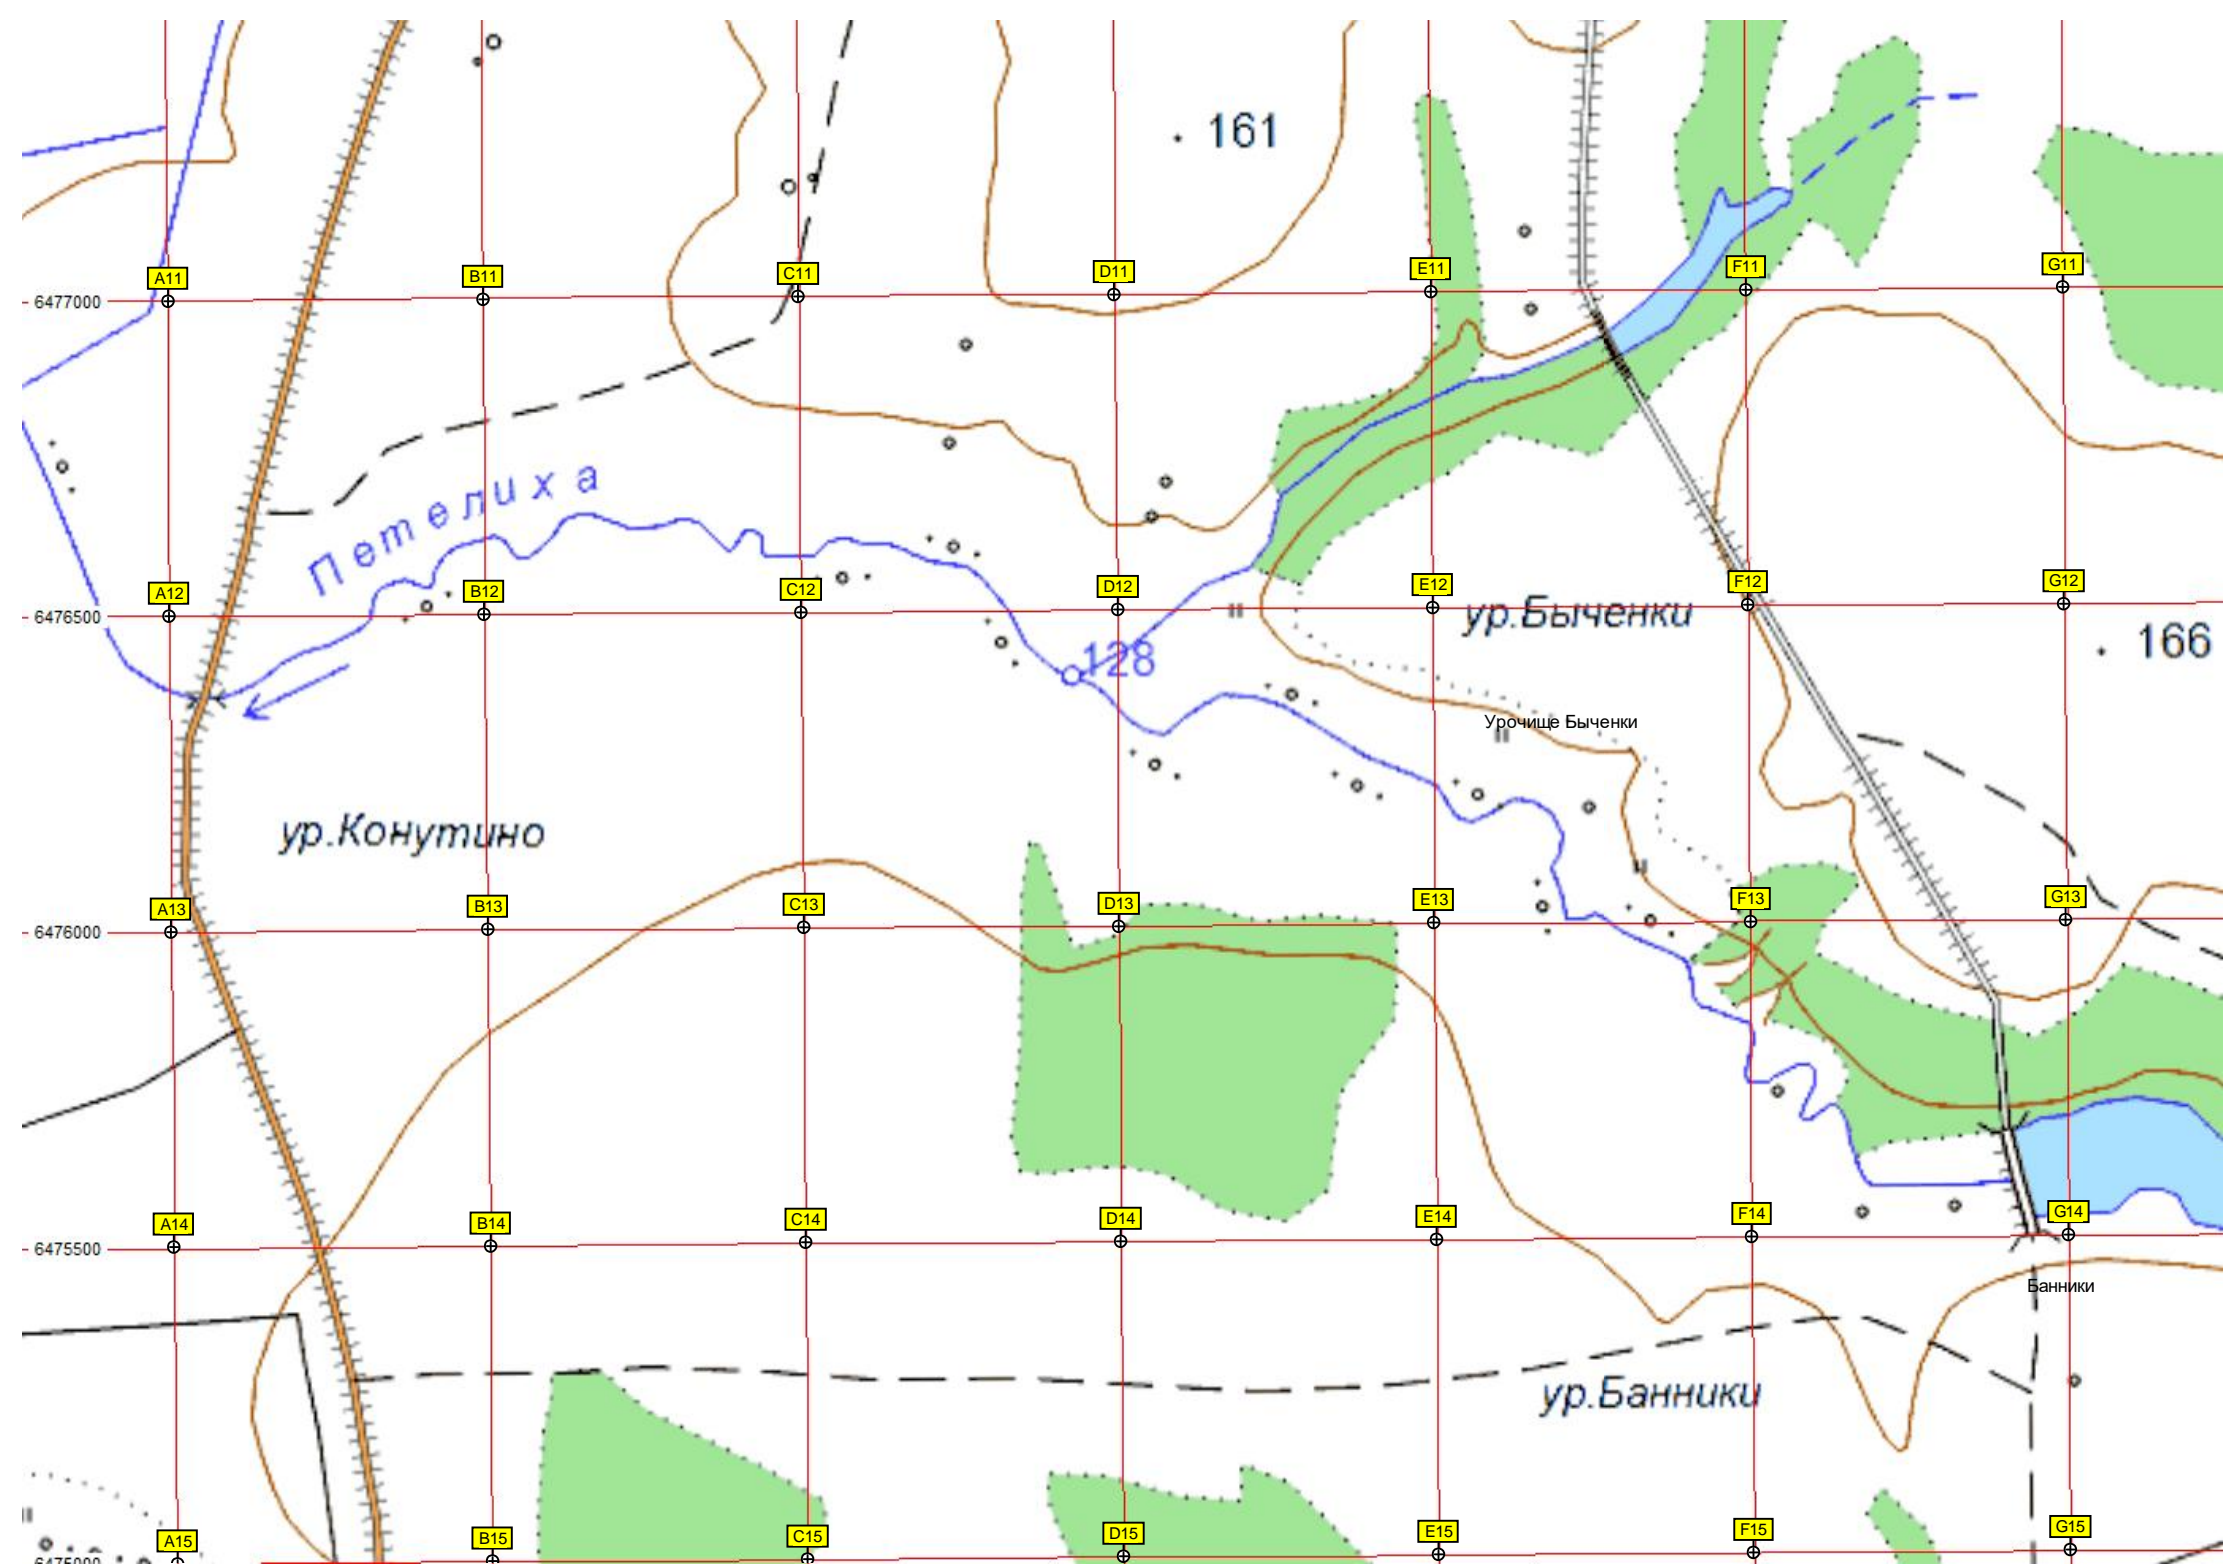 161
A11
B11
C11
D11
E11
F11
G11
6477000
Петелиха
A12
B12
C12
D12
E12
F12
G12
6476500
ур.Быченки
128
166
Урочище Быченки
ур.Конутино
A13
B13
C13
D13
E13
F13
G13
6476000
A14
B14
C14
D14
E14
F14
G14
6475500
Банники
ур.Банники
A15
B15
C15
D15
E15
F15
G15
6475000